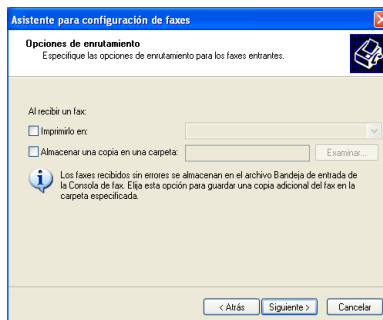 Asistente para configuración de faxes
Opciones de enrutamiento
Especifique las opciones de enrutamiento para los faxes entrantes.
Al recibir un fax:
Imprimirlo en:
Almacenar una copia en una carpeta:
Examinar...
Los faxes recibidos sin errores se almacenan en el archivo Bandeja de entrada de
la Consola de fax. Elija esta opción para guardar una copia adicional del fax en la
carpeta especificada.
< Atrás
Siguiente >
Cancelar